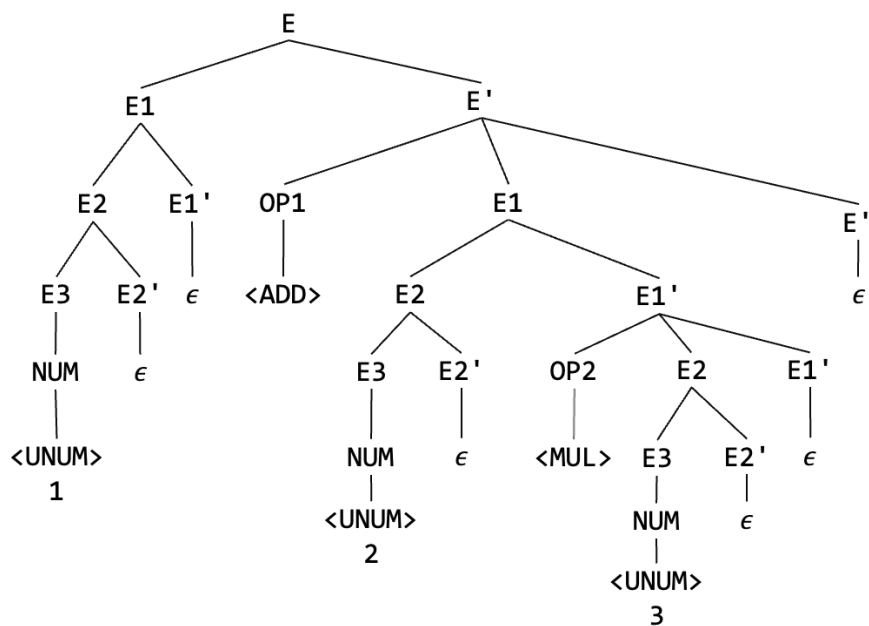 E
E1 E'
E2 E1' OP1 E1 E'
E3 E2' ϵ <ADD> E2 E1' ϵ
NUM ϵ E3 E2' OP2 E2 E1'
<UNUM> NUM ϵ <MUL> E3 E2' ϵ
1 <UNUM> NUM ϵ
2 <UNUM>
3